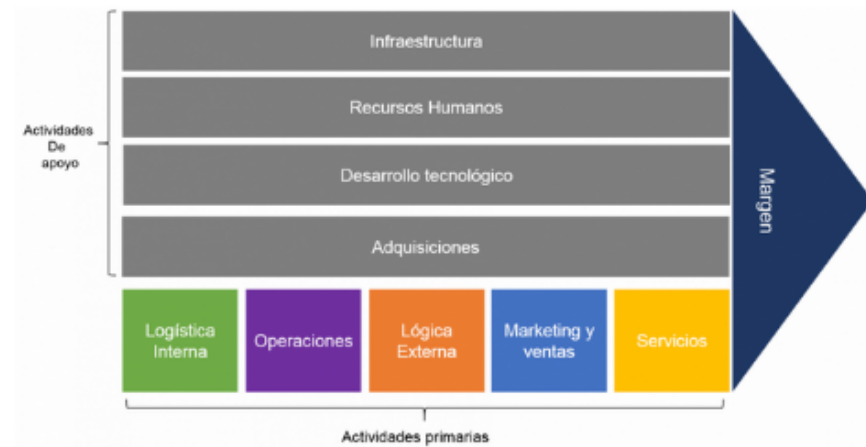 Infraestructura
Recursos Humanos
Actividades
De
apoyo
Desarrollo tecnológico
Adquisiciones
Margen
Logística
Interna
Operaciones
Lógica
Externa
Marketing y
ventas
Servicios
Actividades primarias